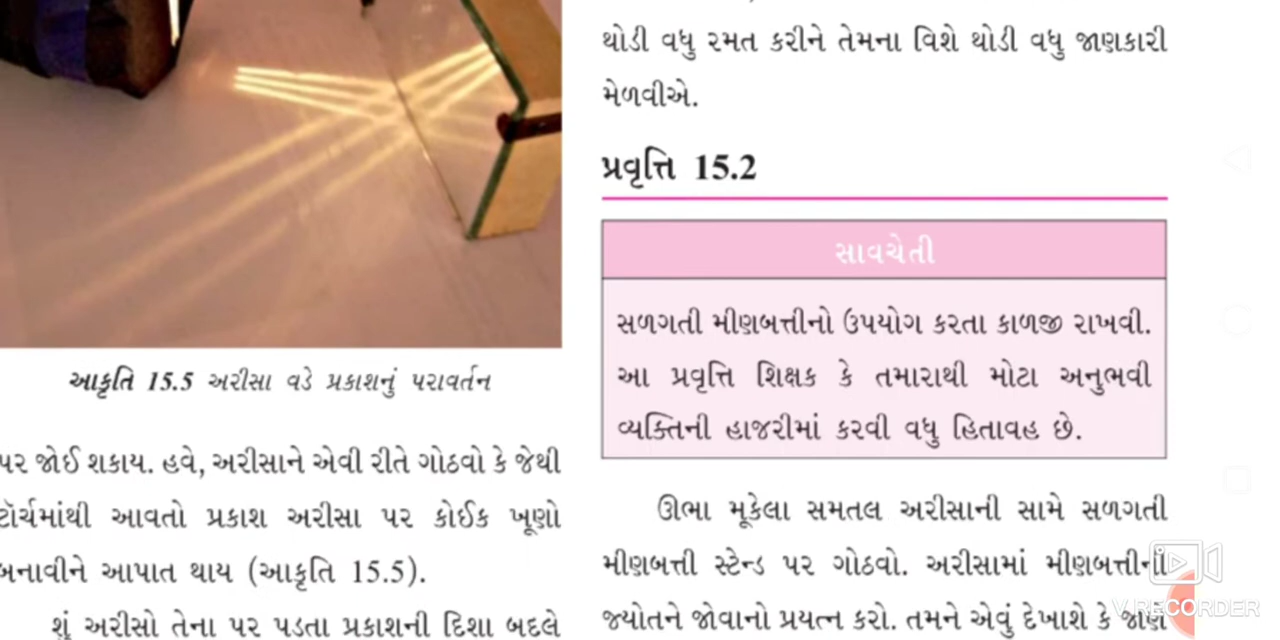 આકૃતિ 15.5 અરીસા વડે પ્રકાશનું પરાવર્તન
પર જોઈ શકાય. હવે, અરીસાને એવી રીતે ગોઠવો કે જેથી
ટૉર્ચમાંથી આવતો પ્રકાશ અરીસા પર કોઈક ખૂણો
બનાવીને આપાત થાય (આકૃતિ 15.5).
શું અરીસો તેના પર પડતા પ્રકાશની દિશા બદલે
થોડી વધુ રમત કરીને તેમના વિશે થોડી વધુ જાણકારી
મેળવીએ.
પ્રવૃત્તિ 15.2
સાવચેતી
સળગતી મીણબત્તીનો ઉપયોગ કરતા કાળજી રાખવી.
આ પ્રવૃત્તિ શિક્ષક કે તમારાથી મોટા અનુભવી
વ્યક્તિની હાજરીમાં કરવી વધુ હિતાવહ છે.
ઊભા મૂકેલા સમતલ અરીસાની સામે સળગતી
મીણબત્તી સ્ટેન્ડ પર ગોઠવો. અરીસામાં મીણબત્તીની
જ્યોતને જોવાનો પ્રયત્ન કરો. તમને એવું દેખાશે કે જાણે
V RECORDER